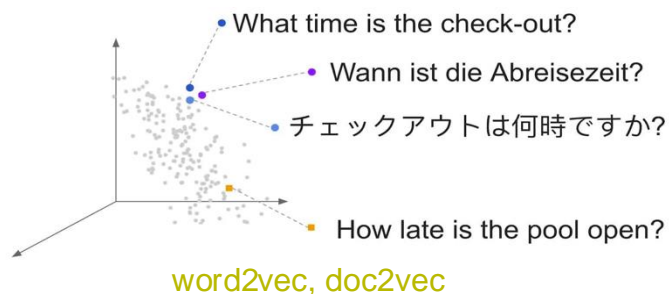 What time is the check-out?
Wann ist die Abreisezeit?
チェックアウトは何時ですか?
How late is the pool open?
word2vec, doc2vec